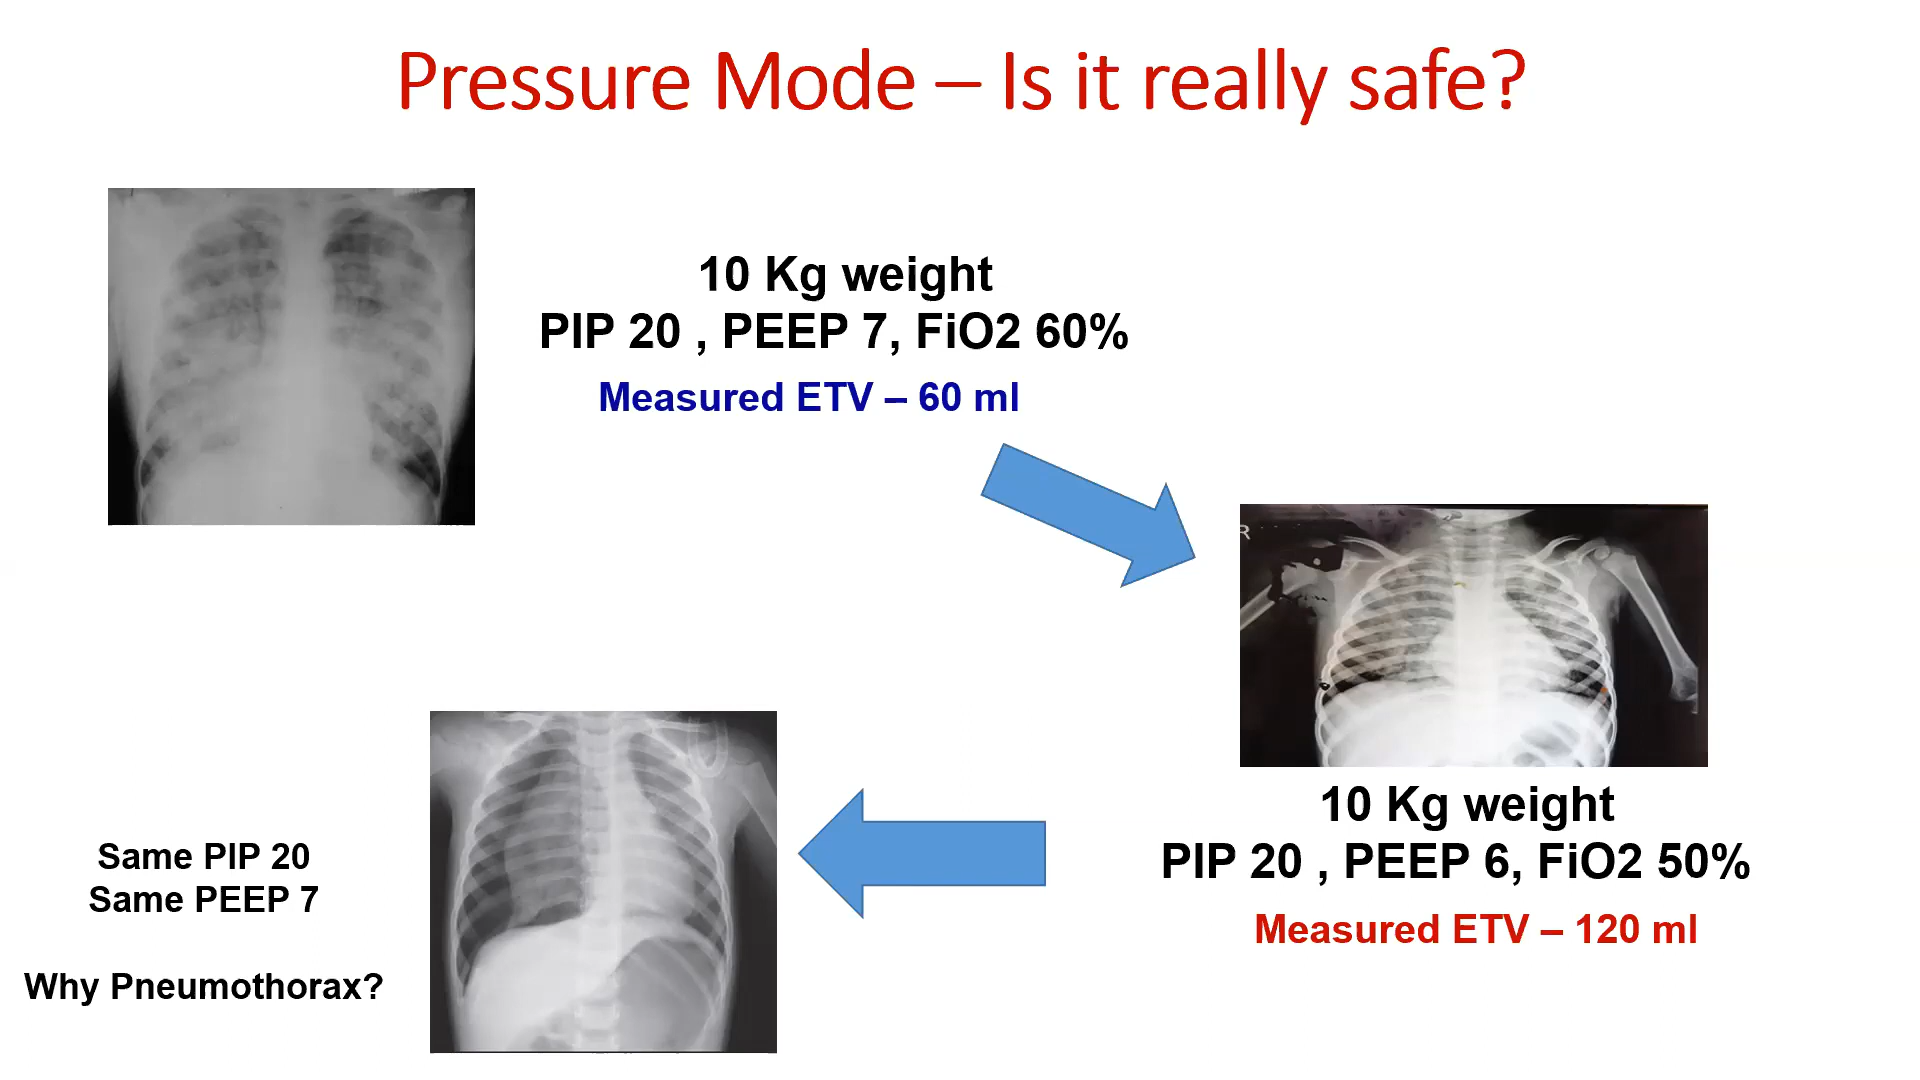 Pressure Mode – Is it really safe?
10 Kg weight
PIP 20 , PEEP 7, FiO2 60%
Measured ETV – 60 ml
R
10 Kg weight
PIP 20 , PEEP 6, FiO2 50%
Measured ETV – 120 ml
Same PIP 20
Same PEEP 7
Why Pneumothorax?